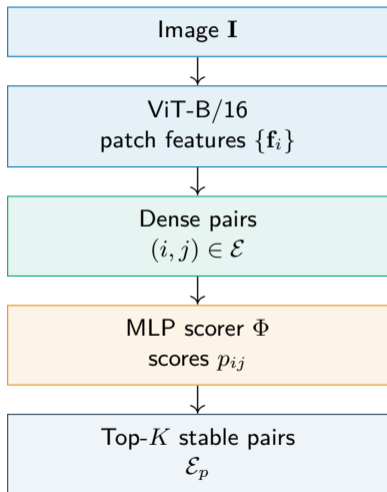 Image I
ViT-B/16
patch features {f_i}
Dense pairs
(i, j) ∈ ℰ
MLP scorer Φ
scores p_ij
Top-K stable pairs
ℰ_p